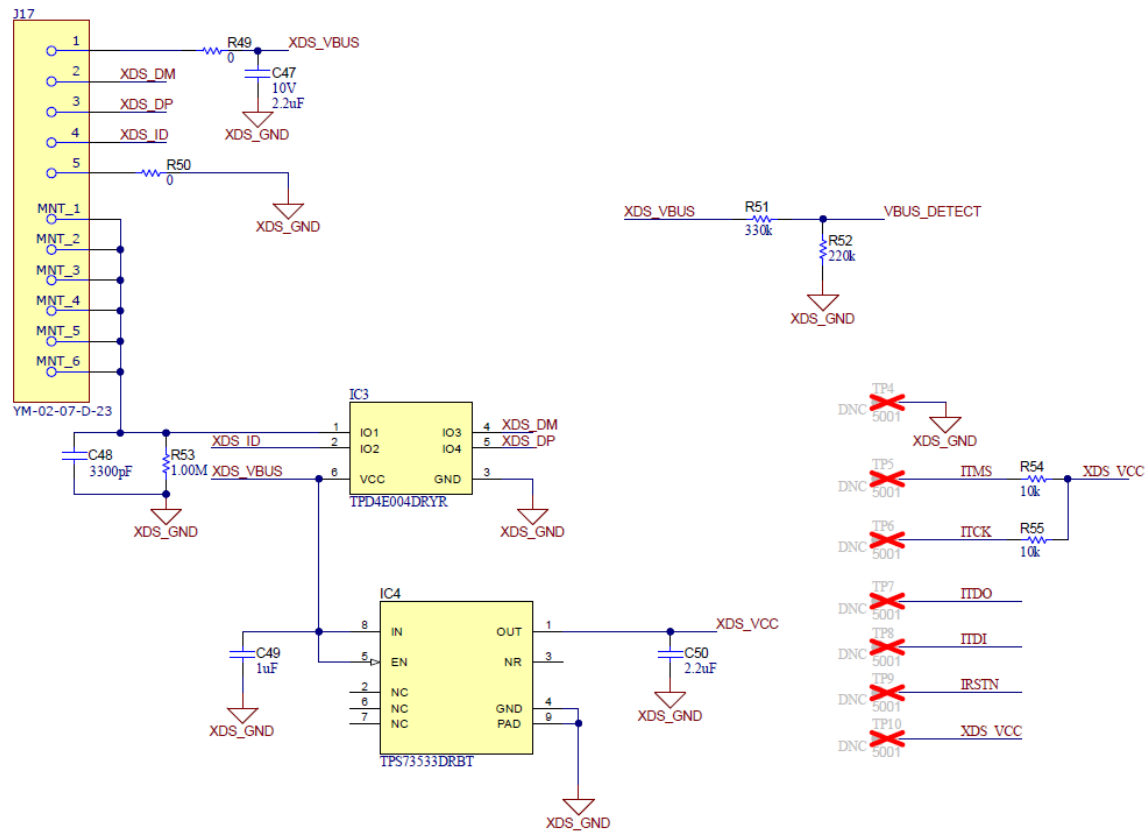 J17
1
R49
0
XDS_VBUS
2
XDS_DM
C47
10V
2.2uF
XDS_GND
3
XDS_DP
4
XDS_ID
5
R50
0
XDS_GND
MNT_1
MNT_2
MNT_3
MNT_4
MNT_5
MNT_6
YM-02-07-D-23
XDS_VBUS
R51
330k
VBUS_DETECT
R52
220k
XDS_GND
C48
3300pF
R53
1.00M
XDS_GND
XDS_ID
XDS_VBUS
IC3
1 IO1 IO3 4 XDS_DM
2 IO2 IO4 5 XDS_DP
6 VCC GND 3
TPD4E004DRYR
XDS_GND
IC4
8 IN OUT 1 XDS_VCC
5 EN NR 3
2 NC
6 NC GND 4
7 NC PAD 9
TPS73533DRBT
C49
1uF
XDS_GND
C50
2.2uF
XDS_GND
XDS_GND
TP4
DNC
5001
XDS_GND
TP5
DNC
5001
ITMS
R54
10k
XDS_VCC
TP6
DNC
5001
ITCK
R55
10k
TP7
DNC
5001
ITDO
TP8
DNC
5001
ITDI
TP9
DNC
5001
IRSTN
TP10
DNC
5001
XDS_VCC